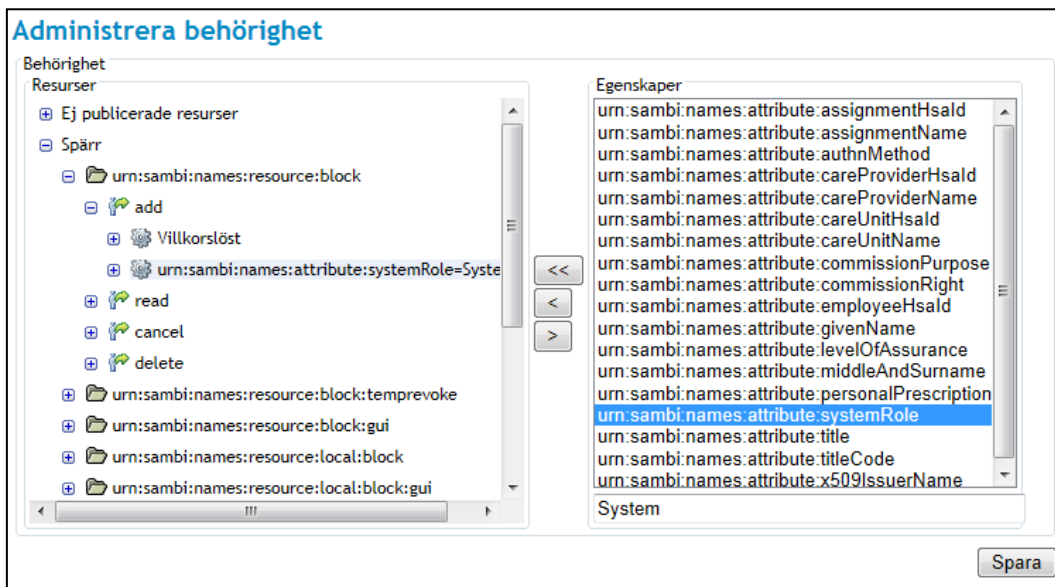 Administrera behörighet
Behörighet
Resurser
Ej publicerade resurser
Spärr
urn:sambi:names:resource:block
add
Villkorslöst
urn:sambi:names:attribute:systemRole=Syste
read
cancel
delete
urn:sambi:names:resource:block:temprevoke
urn:sambi:names:resource:block:gui
urn:sambi:names:resource:local:block
urn:sambi:names:resource:local:block:gui
<<
<
>
Egenskaper
urn:sambi:names:attribute:assignmentHsaId
urn:sambi:names:attribute:assignmentName
urn:sambi:names:attribute:authnMethod
urn:sambi:names:attribute:careProviderHsaId
urn:sambi:names:attribute:careProviderName
urn:sambi:names:attribute:careUnitHsaId
urn:sambi:names:attribute:careUnitName
urn:sambi:names:attribute:commissionPurpose
urn:sambi:names:attribute:commissionRight
urn:sambi:names:attribute:employeeHsaId
urn:sambi:names:attribute:givenName
urn:sambi:names:attribute:levelOfAssurance
urn:sambi:names:attribute:middleAndSurname
urn:sambi:names:attribute:personalPrescription
urn:sambi:names:attribute:systemRole
urn:sambi:names:attribute:title
urn:sambi:names:attribute:titleCode
urn:sambi:names:attribute:x509IssuerName
System
Spara